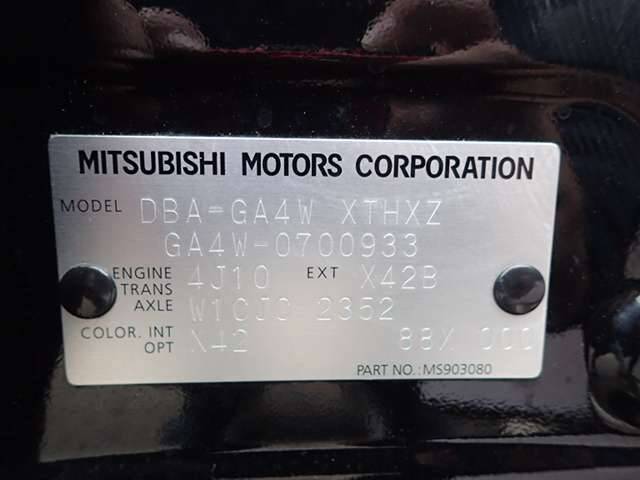 MITSUBISHI MOTORS CORPORATION
MODEL DBA-GA4W XTHXZ
GA4W-0700933
ENGINE 4J10 EXT X42B
TRANS
AXLE W1CJC 2352
COLOR. INT X42 88X 000
OPT
PART NO.: MS903080